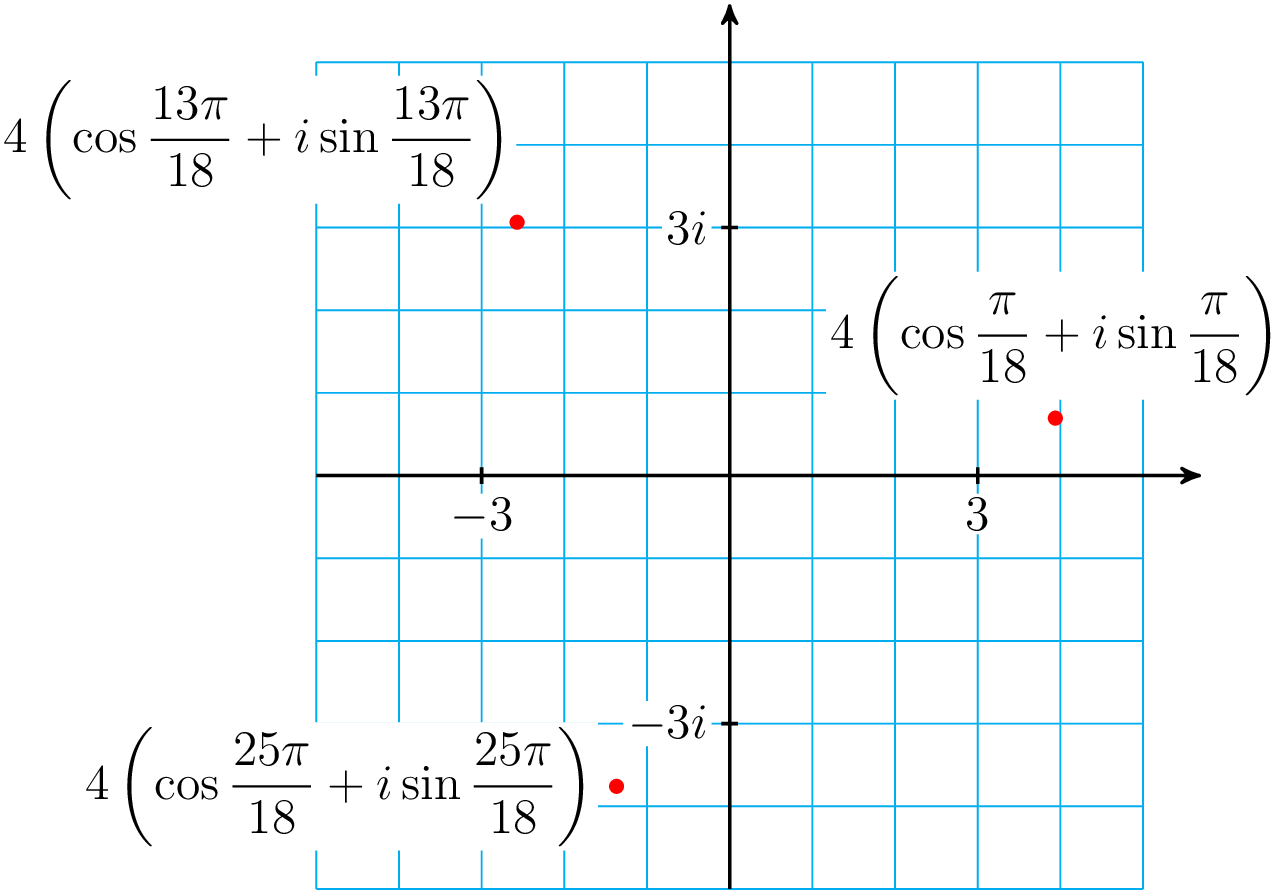 4 (cos 13π/18 + i sin 13π/18)
3i
4 (cos π/18 + i sin π/18)
−3
3
−3i
4 (cos 25π/18 + i sin 25π/18)